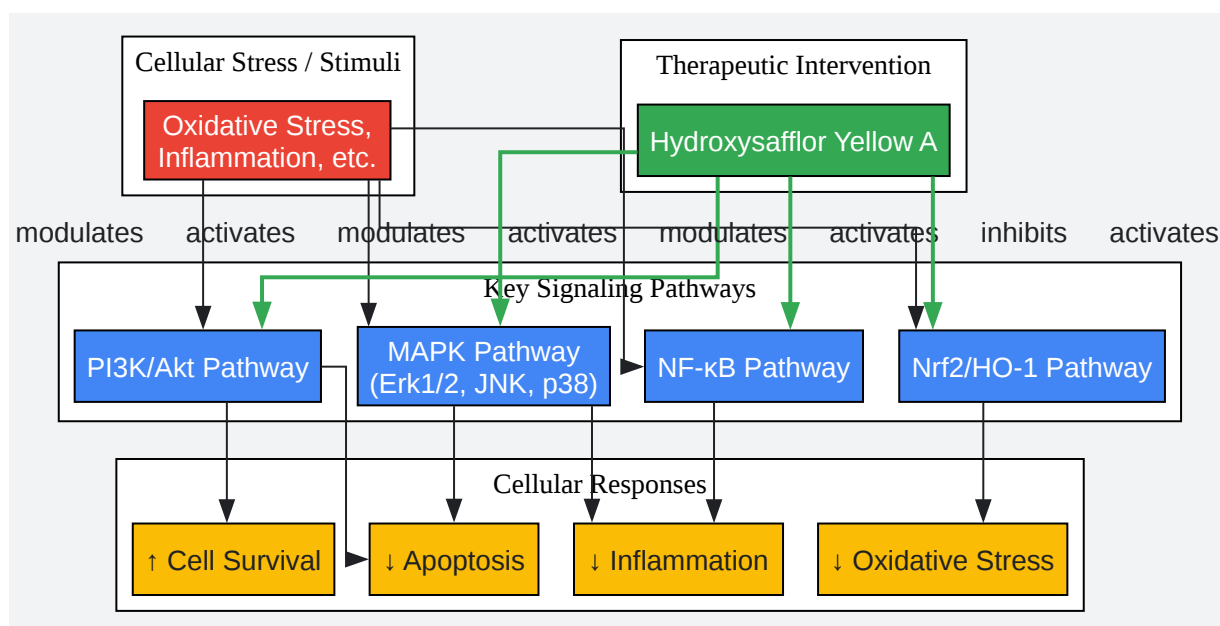 Cellular Stress / Stimuli
Oxidative Stress,
Inflammation, etc.
Therapeutic Intervention
Hydroxysafflor Yellow A
modulates activates modulates activates modulates activates inhibits activates
Key Signaling Pathways
PI3K/Akt Pathway
MAPK Pathway
(Erk1/2, JNK, p38)
NF-κB Pathway
Nrf2/HO-1 Pathway
Cellular Responses
↑ Cell Survival
↓ Apoptosis
↓ Inflammation
↓ Oxidative Stress